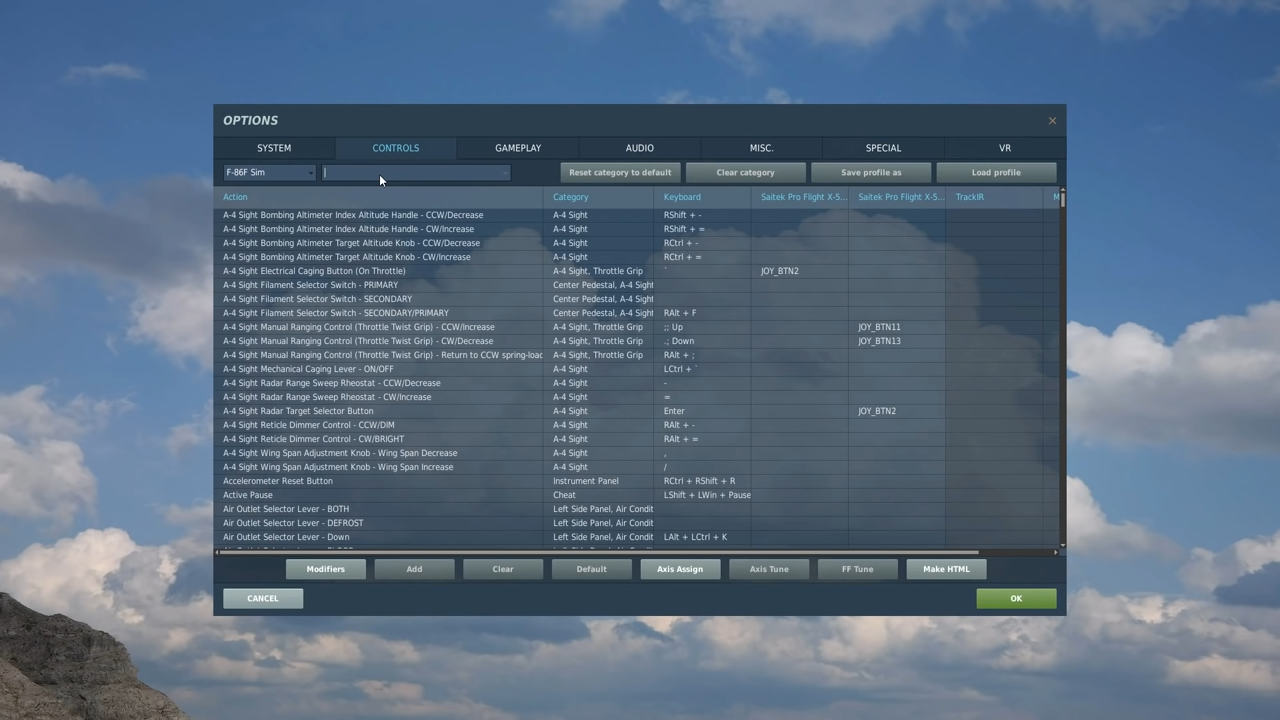 OPTIONS
SYSTEM CONTROLS GAMEPLAY AUDIO MISC. SPECIAL VR
F-86F Sim Reset category to default Clear category Save profile as Load profile
Action Category Keyboard Saitek Pro Flight X-5... Saitek Pro Flight X-5... TrackIR M
A-4 Sight Bombing Altimeter Index Altitude Handle - CCW/Decrease A-4 Sight RShift + -
A-4 Sight Bombing Altimeter Index Altitude Handle - CW/Increase A-4 Sight RShift + =
A-4 Sight Bombing Altimeter Target Altitude Knob - CCW/Decrease A-4 Sight RCtrl + -
A-4 Sight Bombing Altimeter Target Altitude Knob - CW/Increase A-4 Sight RCtrl + =
A-4 Sight Electrical Caging Button (On Throttle) A-4 Sight, Throttle Grip ` JOY_BTN2
A-4 Sight Filament Selector Switch - PRIMARY Center Pedestal, A-4 Sight
A-4 Sight Filament Selector Switch - SECONDARY Center Pedestal, A-4 Sight
A-4 Sight Filament Selector Switch - SECONDARY/PRIMARY Center Pedestal, A-4 Sight RAlt + F
A-4 Sight Manual Ranging Control (Throttle Twist Grip) - CCW/Increase A-4 Sight, Throttle Grip ;; Up JOY_BTN11
A-4 Sight Manual Ranging Control (Throttle Twist Grip) - CW/Decrease A-4 Sight, Throttle Grip .; Down JOY_BTN13
A-4 Sight Manual Ranging Control (Throttle Twist Grip) - Return to CCW spring-load A-4 Sight, Throttle Grip RAlt + ;
A-4 Sight Mechanical Caging Lever - ON/OFF A-4 Sight LCtrl + `
A-4 Sight Radar Range Sweep Rheostat - CCW/Decrease A-4 Sight -
A-4 Sight Radar Range Sweep Rheostat - CW/Increase A-4 Sight =
A-4 Sight Radar Target Selector Button A-4 Sight Enter JOY_BTN2
A-4 Sight Reticle Dimmer Control - CCW/DIM A-4 Sight RAlt + -
A-4 Sight Reticle Dimmer Control - CW/BRIGHT A-4 Sight RAlt + =
A-4 Sight Wing Span Adjustment Knob - Wing Span Decrease A-4 Sight ,
A-4 Sight Wing Span Adjustment Knob - Wing Span Increase A-4 Sight /
Accelerometer Reset Button Instrument Panel RCtrl + RShift + R
Active Pause Cheat LShift + LWin + Pause
Air Outlet Selector Lever - BOTH Left Side Panel, Air Condit
Air Outlet Selector Lever - DEFROST Left Side Panel, Air Condit
Air Outlet Selector Lever - Down Left Side Panel, Air Condit LAlt + LCtrl + K
Modifiers Add Clear Default Axis Assign Axis Tune FF Tune Make HTML
CANCEL OK